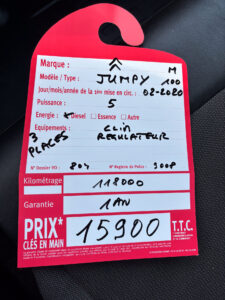 Marque :
Modèle / Type : JUMPY M 100
Jour/mois/année de la 1ère mise en circ. : 02-2020
Puissance : 5
Energie : Diesel Essence Autre
Equipements : CLIM
3 PLACES REGULATEUR
N° Dossier VO : 804 N° Registre de Police :
Kilométrage 118000
Garantie 1 AN
PRIX* CLÉS EN MAIN 15900 T.T.C.